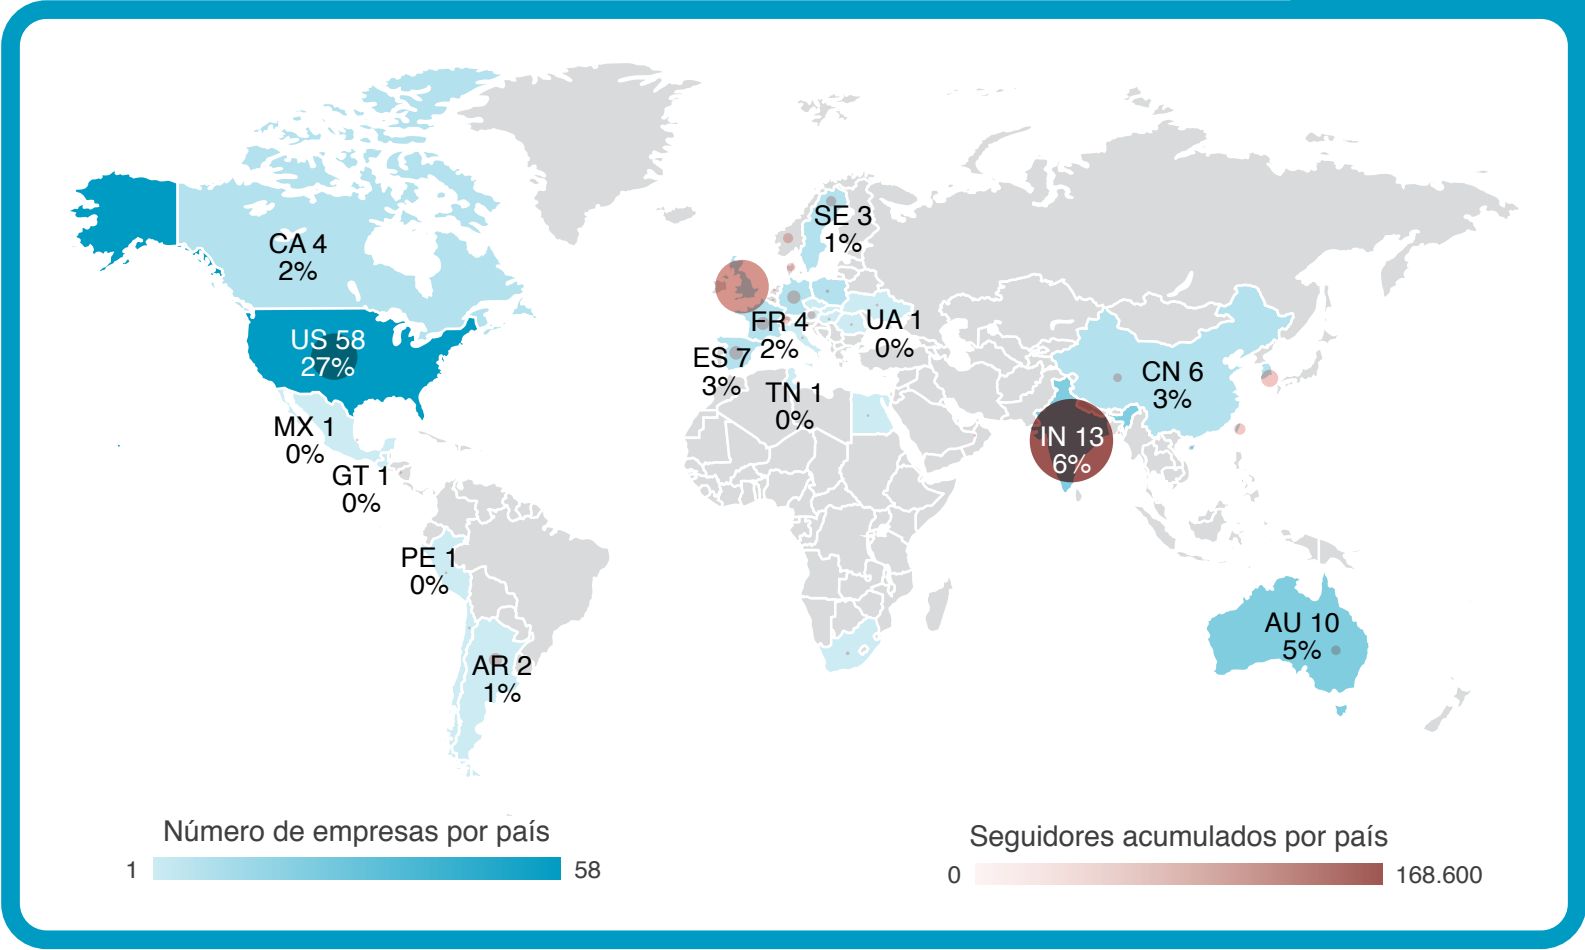 SE 3
1%
CA 4
2%
US 58
27%
FR 4
2%
UA 1
0%
ES 7
3%
TN 1
0%
CN 6
3%
MX 1
0%
IN 13
6%
GT 1
0%
PE 1
0%
AU 10
5%
AR 2
1%
Número de empresas por país
1
58
Seguidores acumulados por país
0
168.600